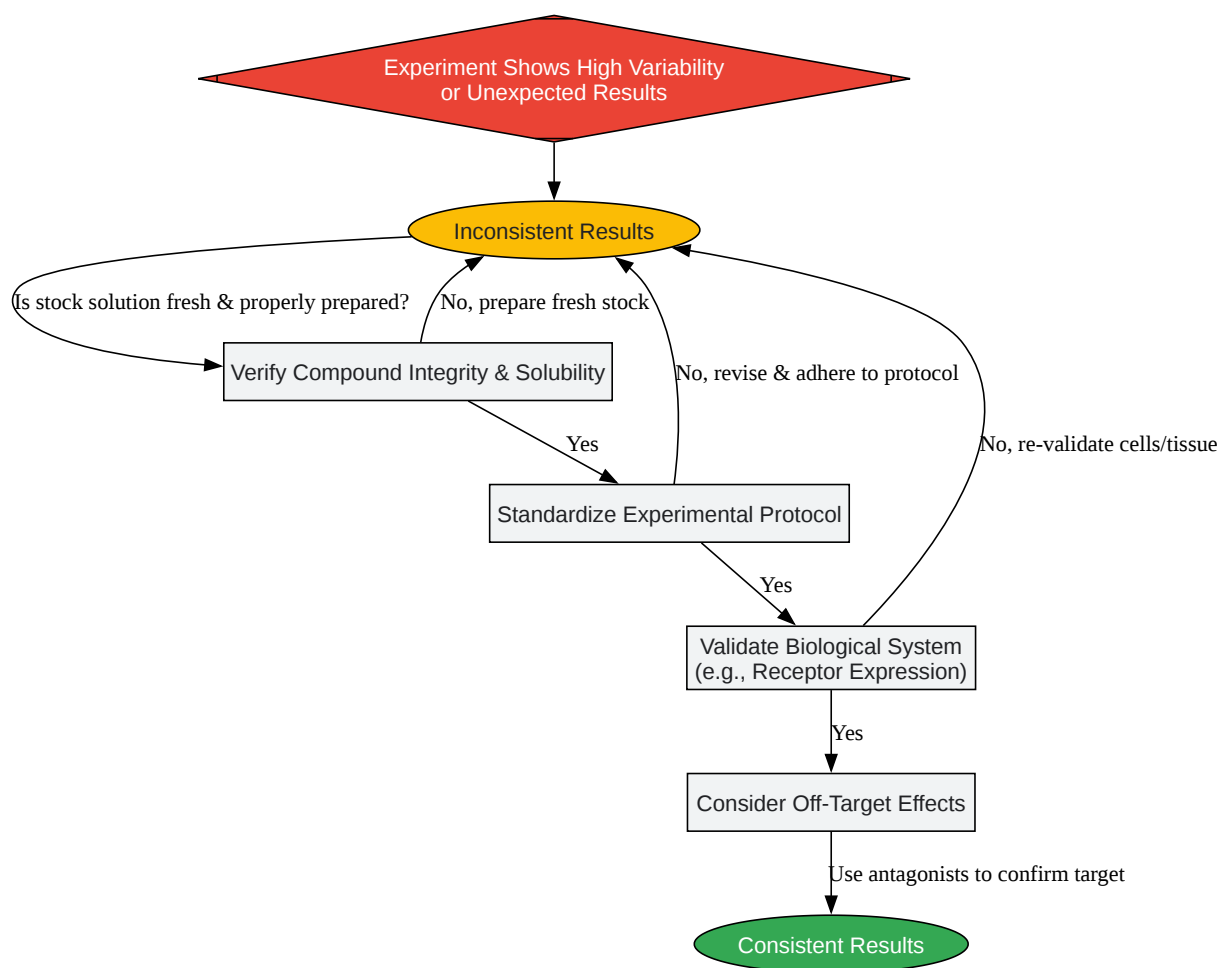 Experiment Shows High Variability
or Unexpected Results
Inconsistent Results
Is stock solution fresh & properly prepared?
No, prepare fresh stock
Verify Compound Integrity & Solubility
No, revise & adhere to protocol
Yes
No, re-validate cells/tissue
Standardize Experimental Protocol
Yes
Validate Biological System
(e.g., Receptor Expression)
Yes
Consider Off-Target Effects
Use antagonists to confirm target
Consistent Results